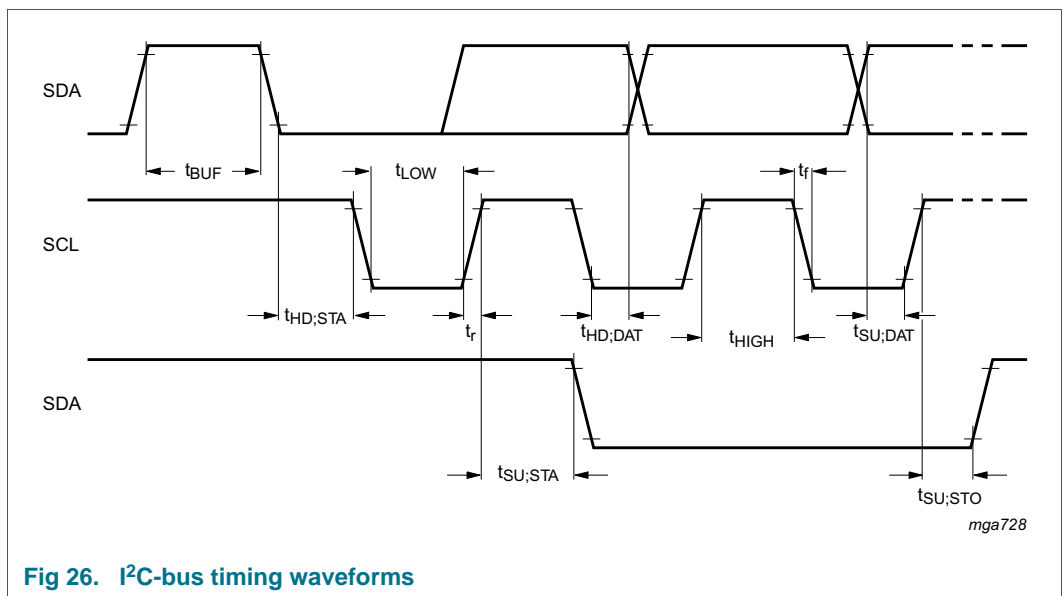 SDA
tBUF
tLOW
tf
SCL
tHD;STA
tr
tHD;DAT
tHIGH
tSU;DAT
SDA
tSU;STA
tSU;STO
mga728
Fig 26. I²C-bus timing waveforms